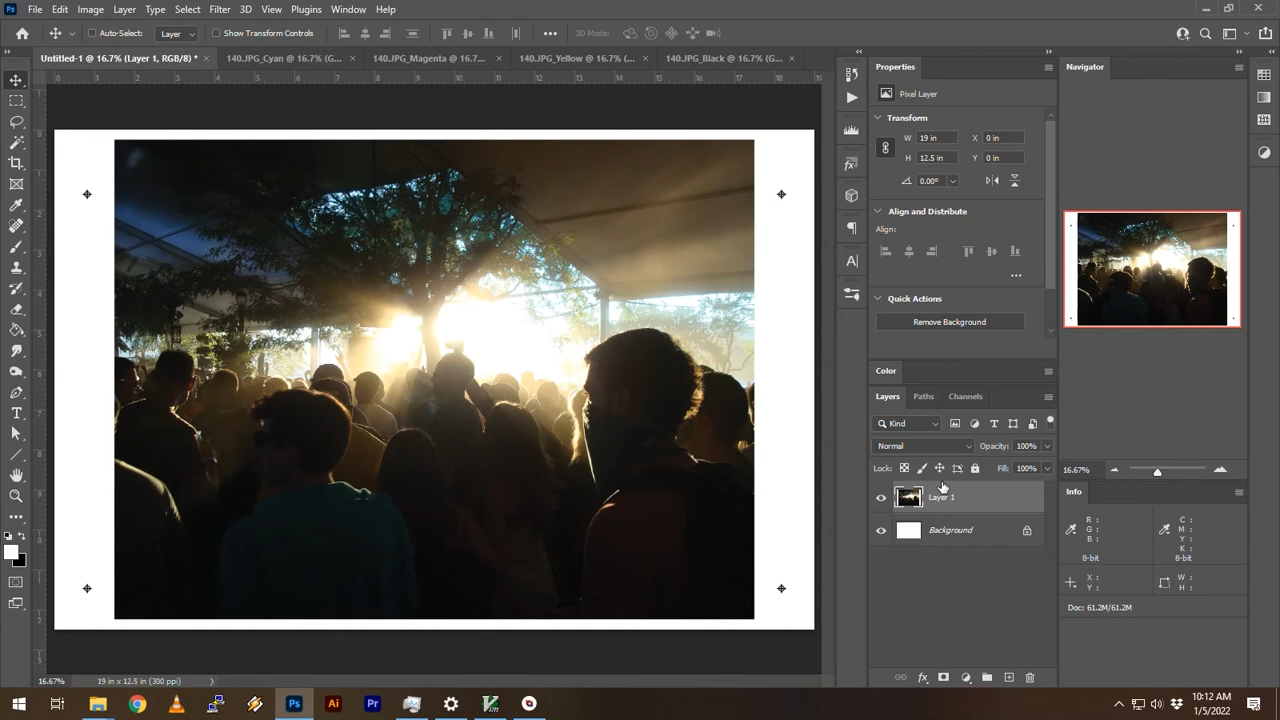 Ps File Edit Image Layer Type Select Filter 3D View Plugins Window Help
Auto-Select: Layer Show Transform Controls 3D Mode:
Untitled-1 @ 16.7% (Layer 1, RGB/8) * 140.JPG_Cyan @ 16.7% (G... 140.JPG_Magenta @ 16.7% (... 140.JPG_Yellow @ 16.7% (... 140.JPG_Black @ 16.7% (G...
Properties
Pixel Layer
Transform
W 19 in X 0 in
H 12.5 in Y 0 in
0.00°
Align and Distribute
Align:
Quick Actions
Remove Background
Color
Layers Paths Channels
Kind
Normal Opacity: 100%
Lock: Fill: 100%
Layer 1
Background
Navigator
16.67%
Info
R : C :
G : M :
B : Y :
K :
8-bit 8-bit
X : W :
Y : H :
Doc: 61.2M/61.2M
16.67% 19 in x 12.5 in (300 ppi)
Ps Ai Pr
10:12 AM
1/5/2022